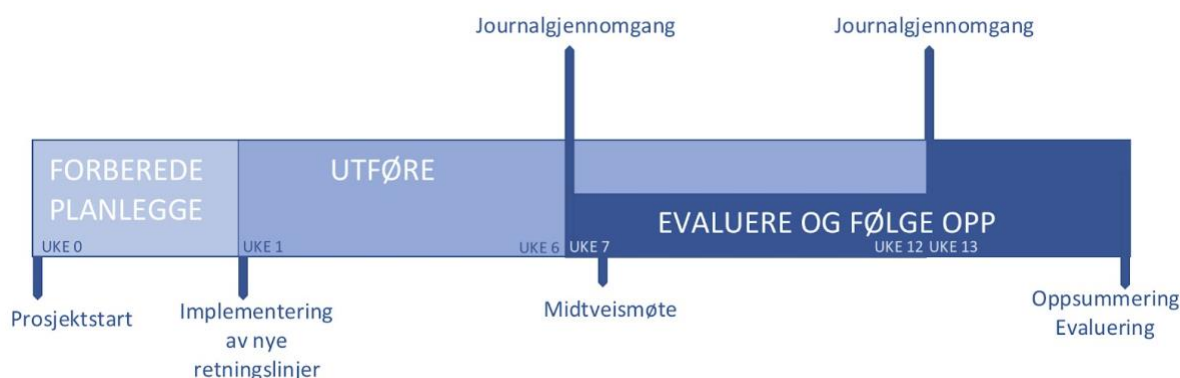 Journalgjennomgang
Journalgjennomgang
FORBEREDE
PLANLEGGE
UTFØRE
EVALUERE OG FØLGE OPP
UKE 0
UKE 1
UKE 6
UKE 7
UKE 12
UKE 13
Prosjektstart
Implementering
av nye
retningslinjer
Midtveismøte
Oppsummering
Evaluering